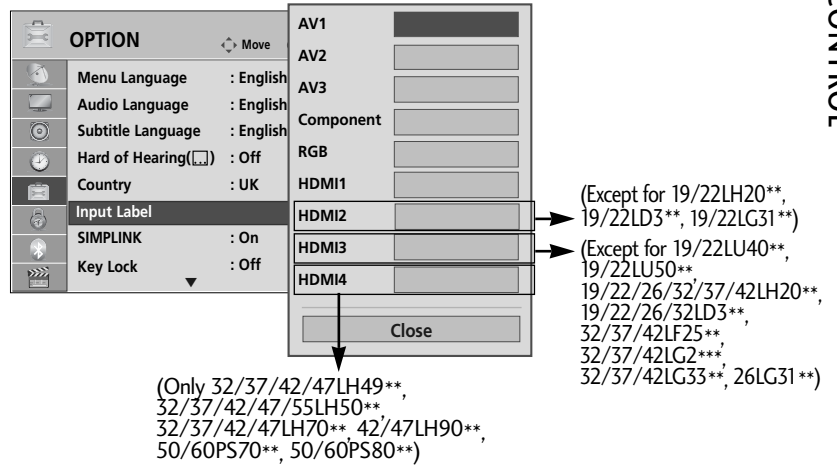 CONTROL
OPTION
Move
Menu Language : English
Audio Language : English
Subtitle Language : English
Hard of Hearing( ) : Off
Country : UK
Input Label
SIMPLINK : On
Key Lock : Off
AV1
AV2
AV3
Component
RGB
HDMI1
HDMI2
HDMI3
HDMI4
Close
(Except for 19/22LH20**,
19/22LD3**, 19/22LG31**)
(Except for 19/22LU40**,
19/22LU50**,
19/22/26/32/37/42LH20**,
19/22/26/32LD3**,
32/37/42LF25**,
32/37/42LG2***,
32/37/42LG33**, 26LG31**)
(Only 32/37/42/47LH49**,
32/37/42/47/55LH50**,
32/37/42/47LH70**, 42/47LH90**,
50/60PS70**, 50/60PS80**)